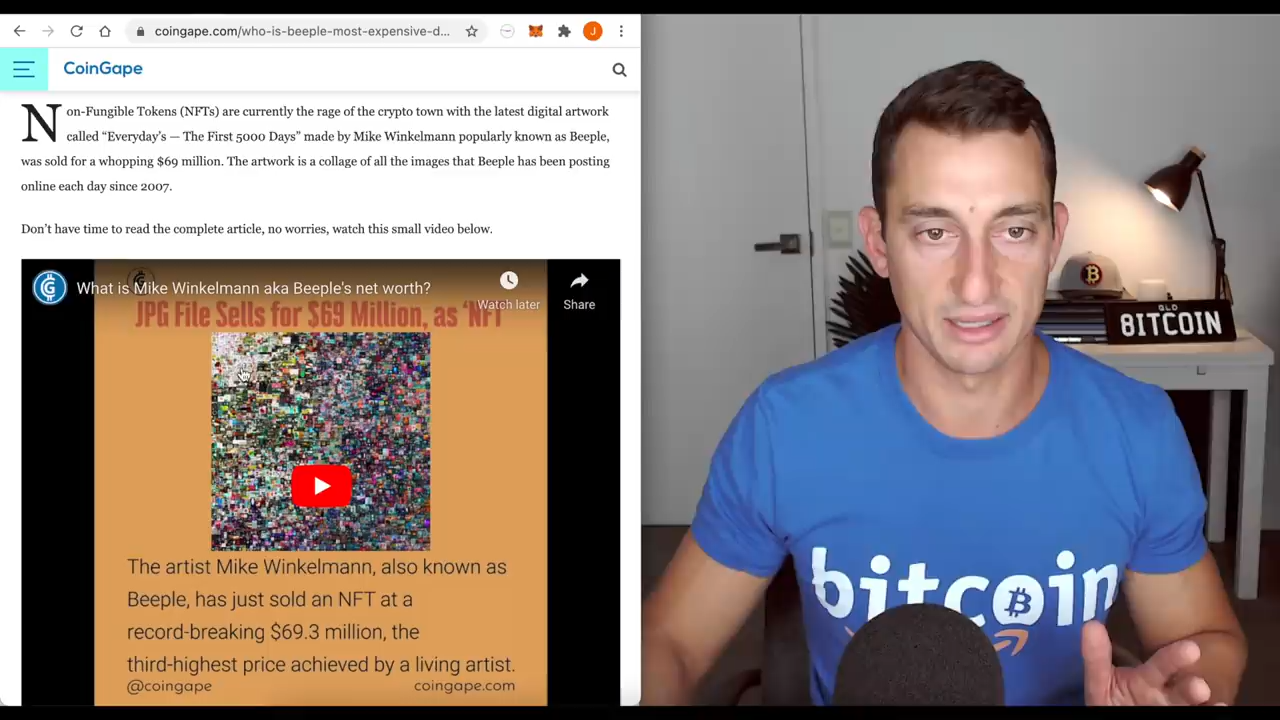 coingape.com/who-is-beeple-most-expensive-d...
J
CoinGape
Non-Fungible Tokens (NFTs) are currently the rage of the crypto town with the latest digital artwork
called “Everyday’s — The First 5000 Days” made by Mike Winkelmann popularly known as Beeple,
was sold for a whopping $69 million. The artwork is a collage of all the images that Beeple has been posting
online each day since 2007.
Don’t have time to read the complete article, no worries, watch this small video below.
What is Mike Winkelmann aka Beeple's net worth?
Watch later
Share
JPG File Sells for $69 Million, as ‘NFT
The artist Mike Winkelmann, also known as
Beeple, has just sold an NFT at a
record-breaking $69.3 million, the
third-highest price achieved by a living artist.
@coingape
coingape.com
QLD
8ITCOIN
bitcoin